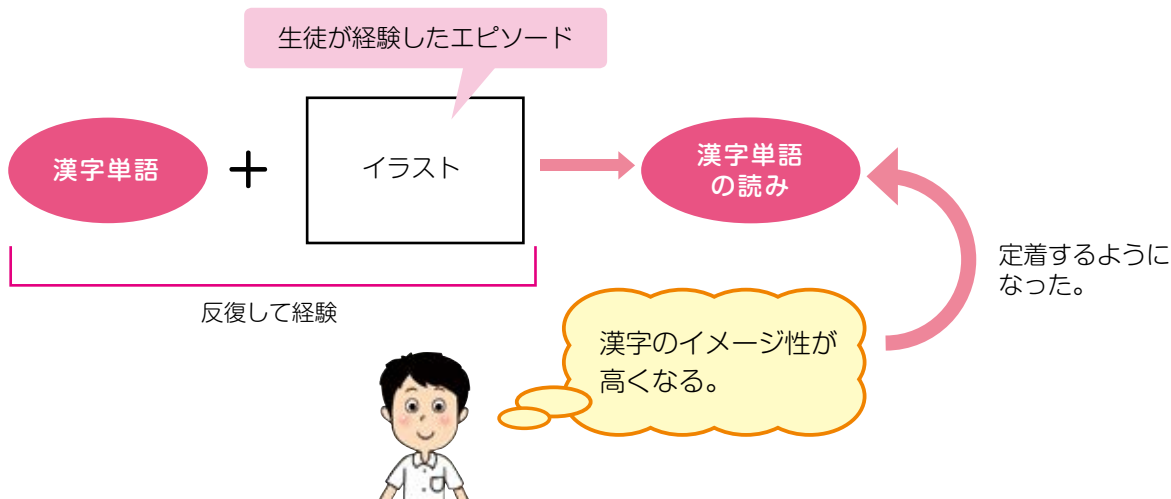 生徒が経験したエピソード
漢字単語
+
イラスト
漢字単語
の読み
反復して経験
定着するように
なった。
漢字のイメージ性が
高くなる。